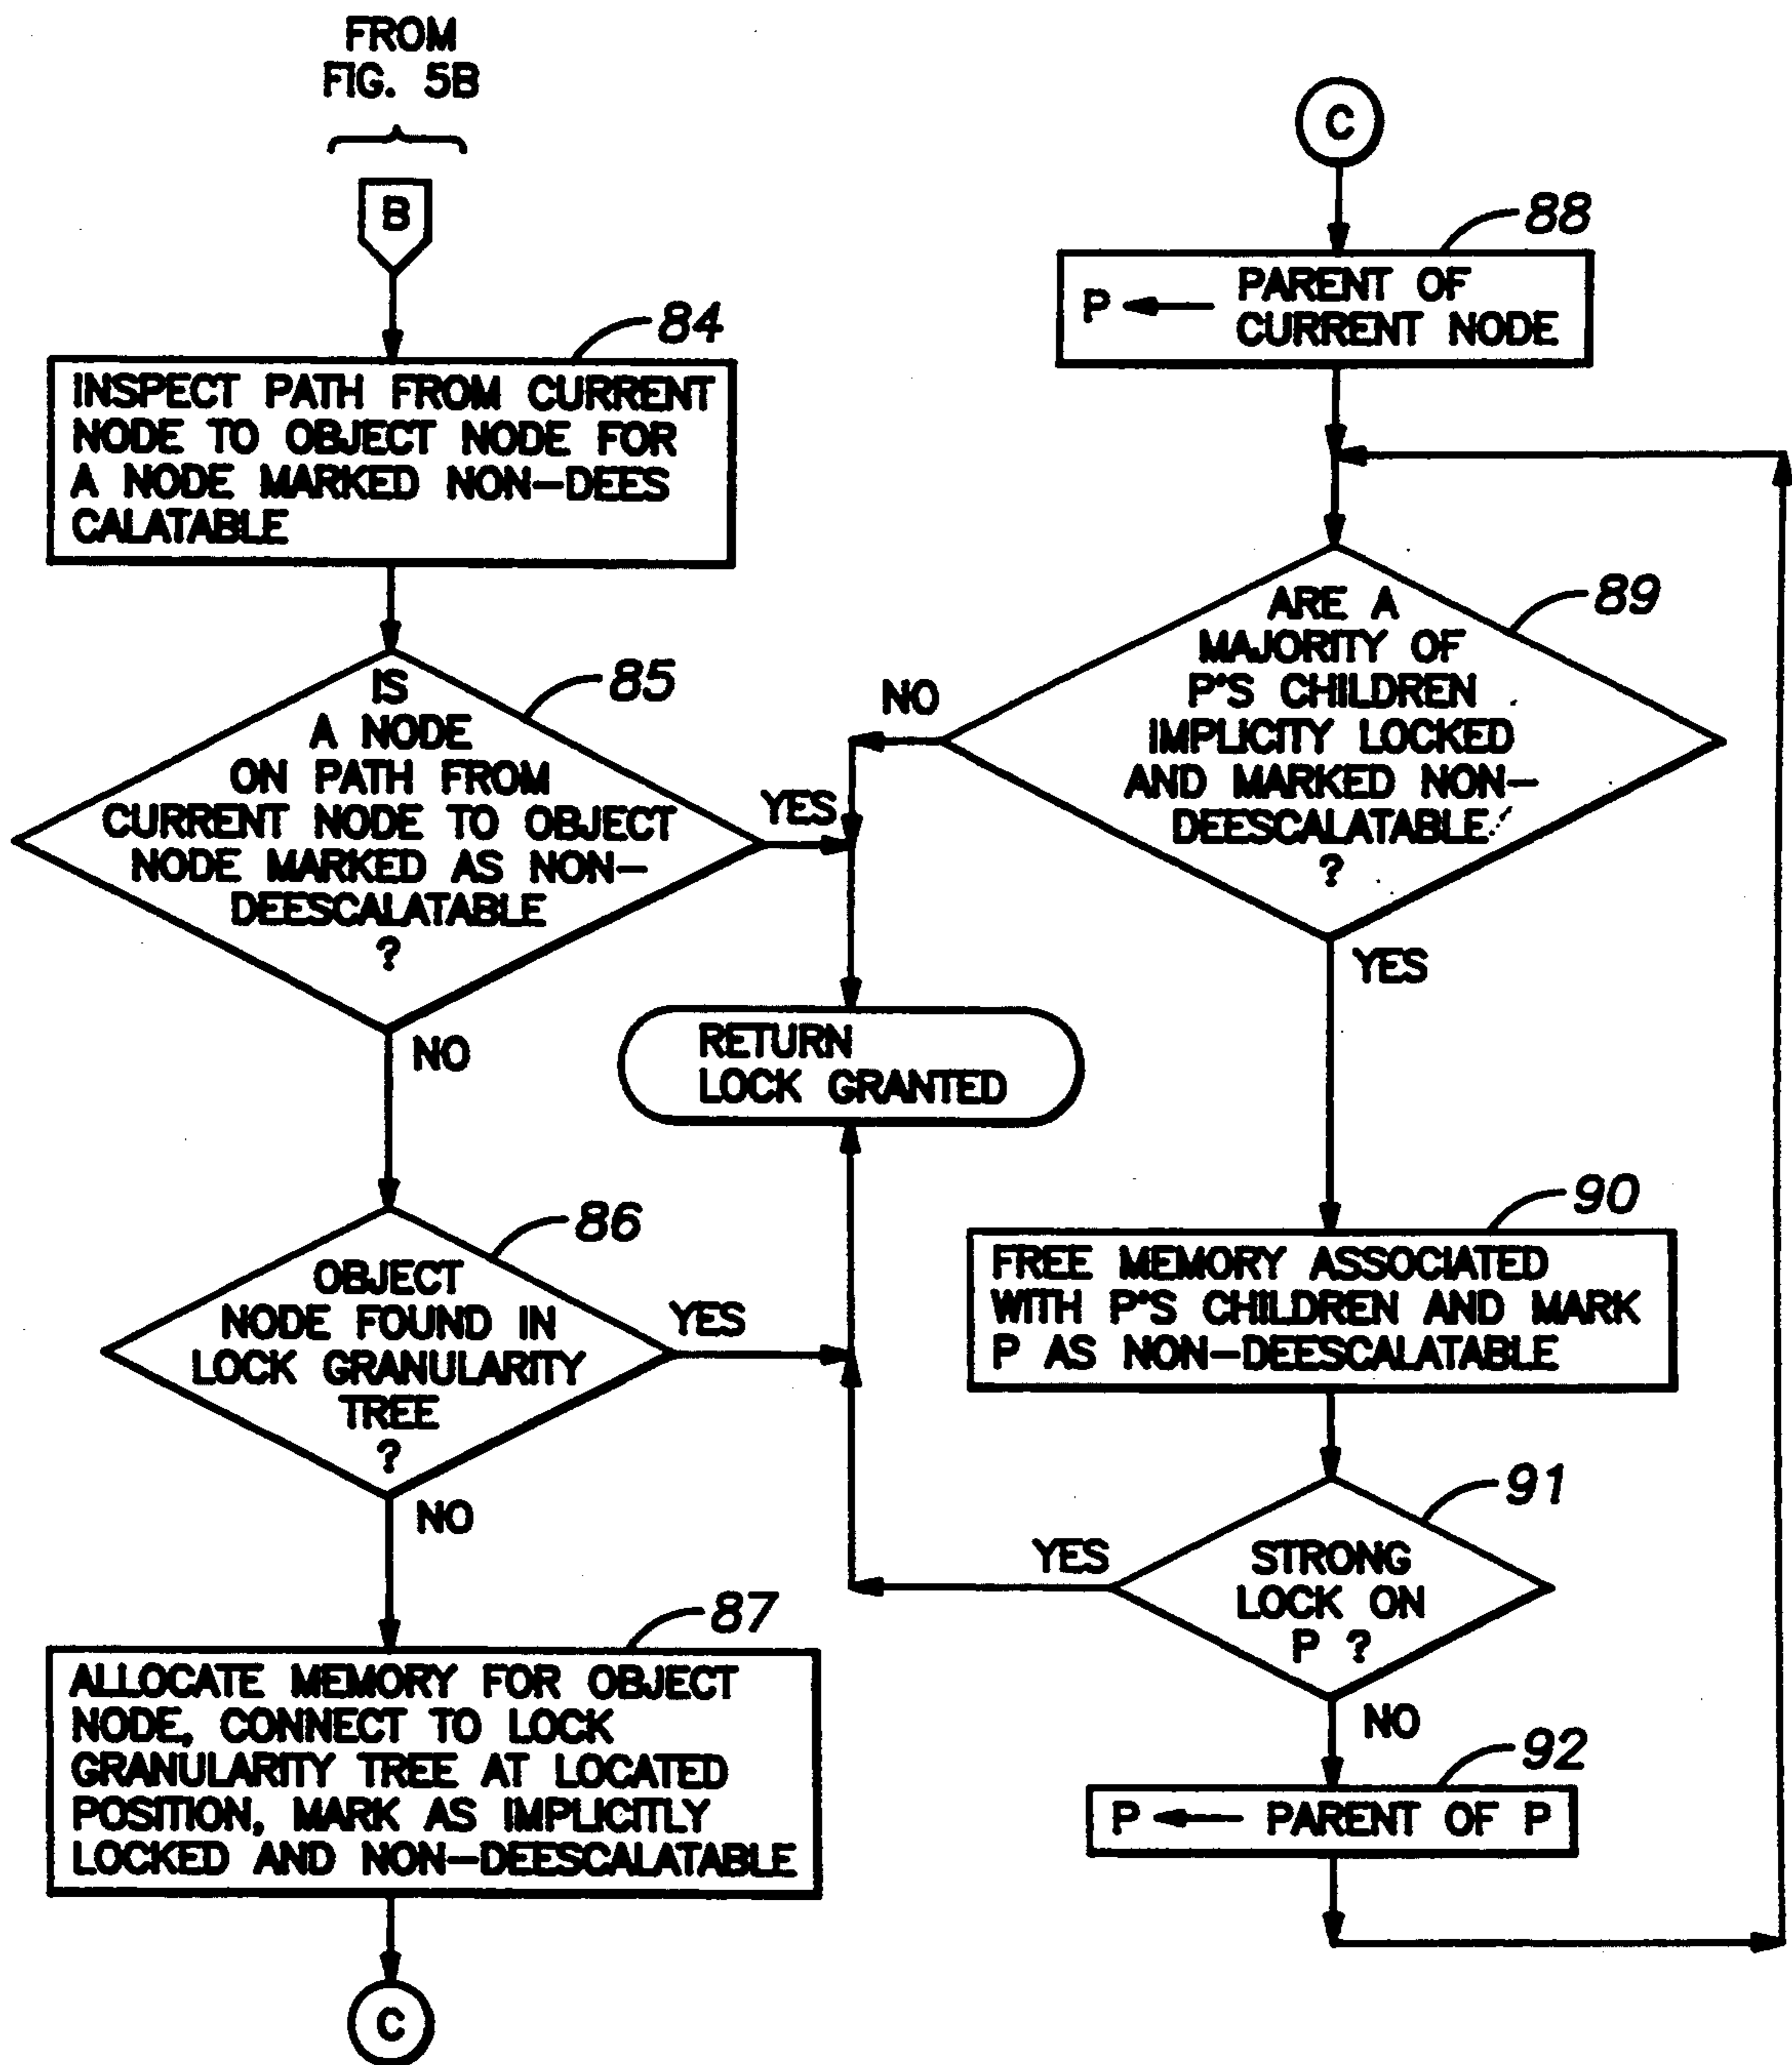 FROM
FIG. 5B
B
84
INSPECT PATH FROM CURRENT
NODE TO OBJECT NODE FOR
A NODE MARKED NON-DEES
CALATABLE
85
IS
A NODE
ON PATH FROM
CURRENT NODE TO OBJECT
NODE MARKED AS NON-
DEESCALATABLE
?
YES
NO
86
OBJECT
NODE FOUND IN
LOCK GRANULARITY
TREE
?
YES
NO
87
ALLOCATE MEMORY FOR OBJECT
NODE, CONNECT TO LOCK
GRANULARITY TREE AT LOCATED
POSITION, MARK AS IMPLICITLY
LOCKED AND NON-DEESCALATABLE
C
RETURN
LOCK GRANTED
C
88
P ← PARENT OF
CURRENT NODE
89
ARE A
MAJORITY OF
P'S CHILDREN
IMPLICITY LOCKED
AND MARKED NON-
DEESCALATABLE
?
NO
YES
90
FREE MEMORY ASSOCIATED
WITH P'S CHILDREN AND MARK
P AS NON-DEESCALATABLE
91
STRONG
LOCK ON
P ?
YES
NO
92
P ← PARENT OF P